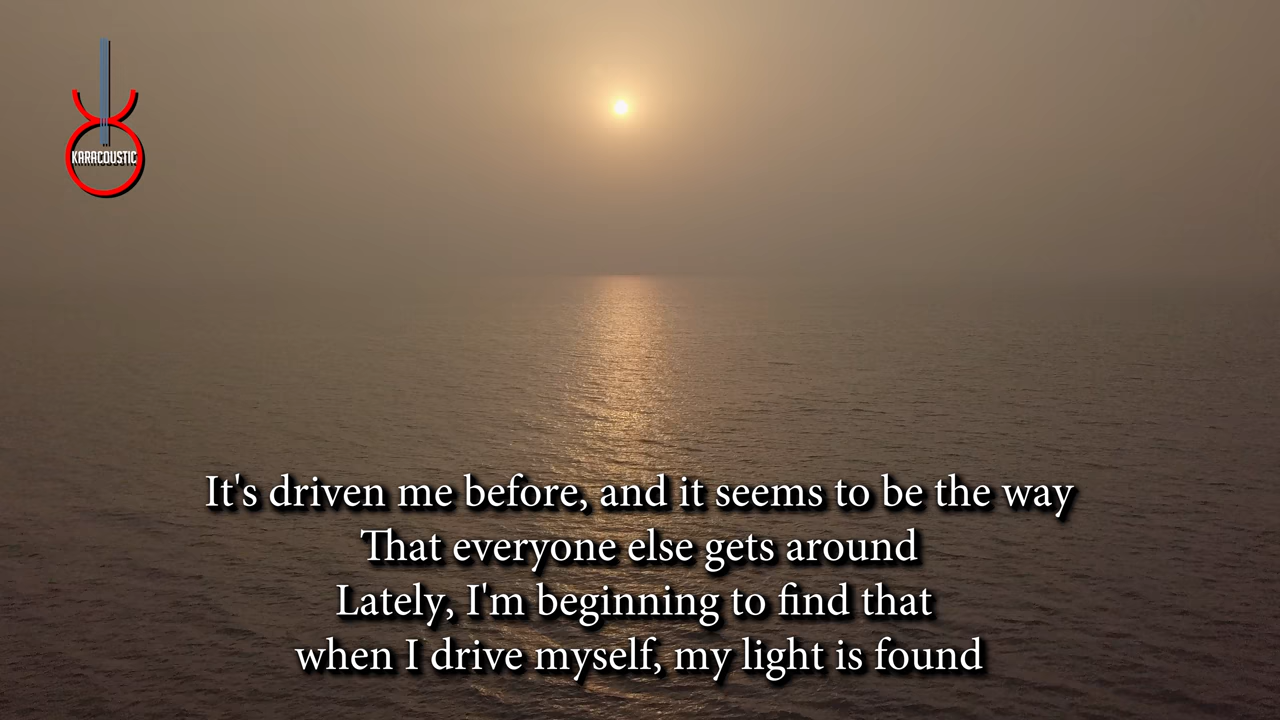 KARACOUSTIC
It's driven me before, and it seems to be the way
That everyone else gets around
Lately, I'm beginning to find that
when I drive myself, my light is found